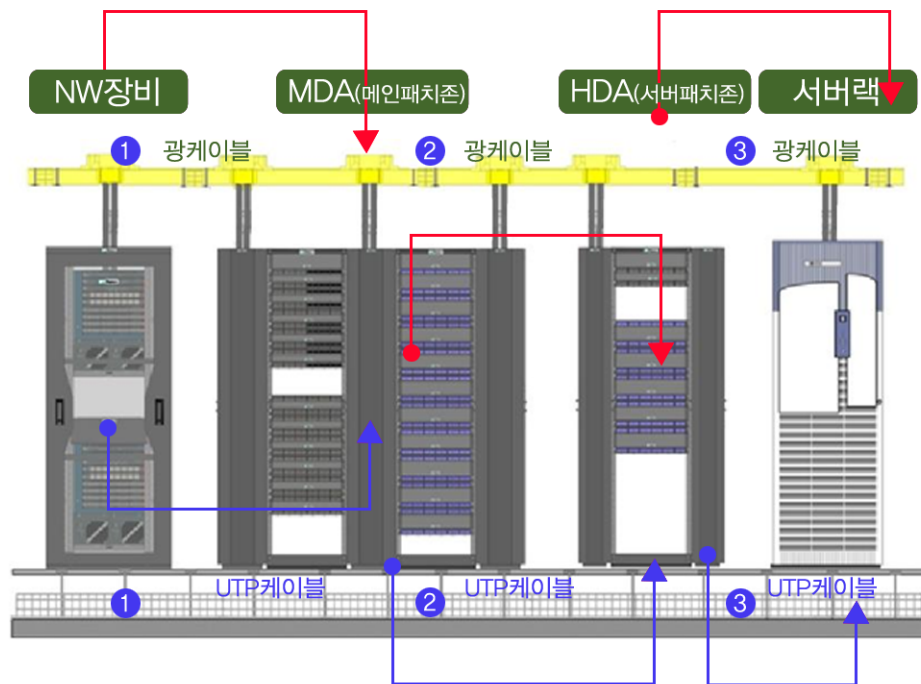 NW장비
MDA(메인패치존)
HDA(서버패치존)
서버랙
1 광케이블
2 광케이블
3 광케이블
UTP케이블
UTP케이블
UTP케이블
1
2
3